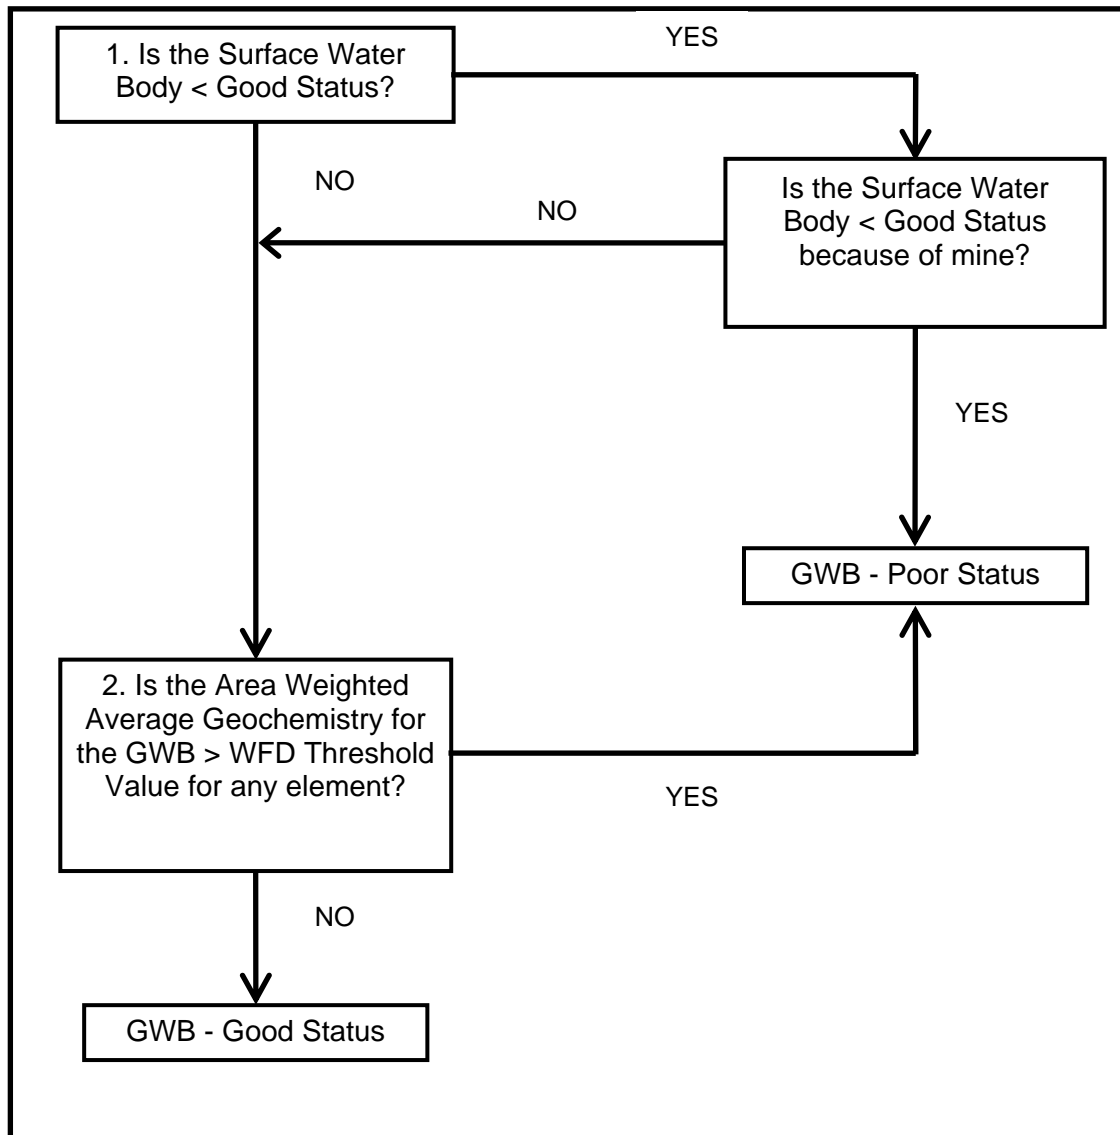 1. Is the Surface Water
Body < Good Status?
YES
NO
NO
Is the Surface Water
Body < Good Status
because of mine?
YES
GWB - Poor Status
2. Is the Area Weighted
Average Geochemistry for
the GWB > WFD Threshold
Value for any element?
YES
NO
GWB - Good Status